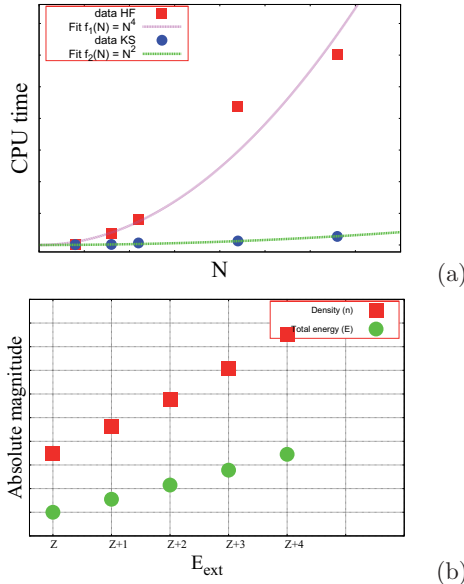 data HF
Fit f₁(N) = N⁴
data KS
Fit f₂(N) = N²
CPU time
N
(a)
Density (n)
Total energy (E)
Absolute magnitude
Z Z+1 Z+2 Z+3 Z+4
E_ext
(b)